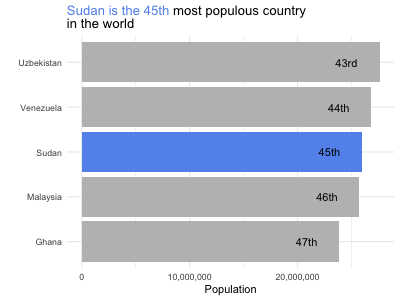 Sudan is the 45th most populous country
in the world
Uzbekistan 43rd
Venezuela 44th
Sudan 45th
Malaysia 46th
Ghana 47th
0 10,000,000 20,000,000
Population